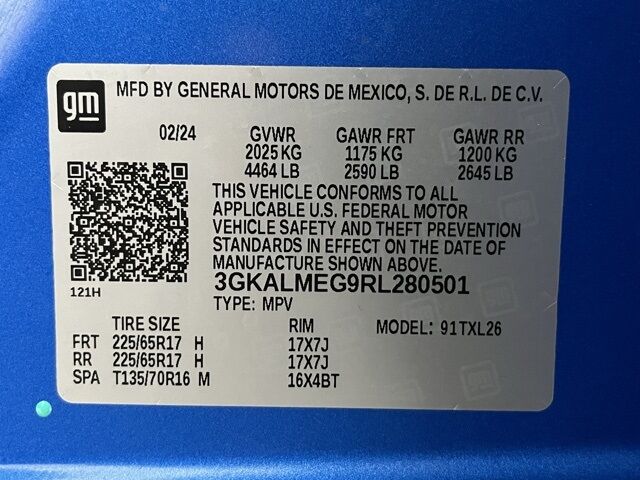 gm MFD BY GENERAL MOTORS DE MEXICO, S. DE R.L. DE C.V.
02/24 GVWR GAWR FRT GAWR RR
2025 KG 1175 KG 1200 KG
4464 LB 2590 LB 2645 LB
THIS VEHICLE CONFORMS TO ALL
APPLICABLE U.S. FEDERAL MOTOR
VEHICLE SAFETY AND THEFT PREVENTION
STANDARDS IN EFFECT ON THE DATE OF
MANUFACTURE SHOWN ABOVE.
3GKALMEG9RL280501
121H
TYPE: MPV
TIRE SIZE RIM MODEL: 91TXL26
FRT 225/65R17 H 17X7J
RR 225/65R17 H 17X7J
SPA T135/70R16 M 16X4BT